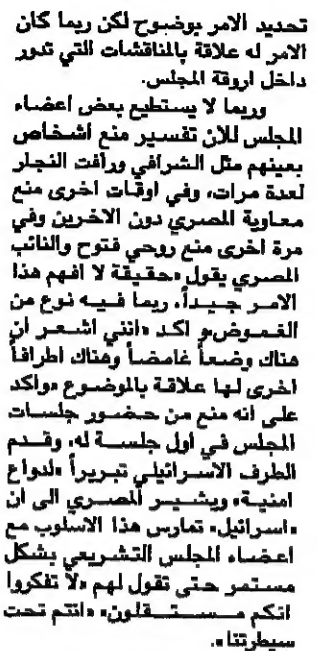 تحديد الامر بوضوح لكن ربما كان
الامر له علاقة بالمناقشات التي تدور
داخل اروقة المجلس.
وربما لا يستطيع بعض اعضاء
المجلس للآن تفسير منع اشخاص
بعينهم مثل الشرافي ورأفت النجار
لعدة مرات، وفي اوقات اخرى منع
معاوية المصري دون الاخرين وفي
مرة اخرى منع روحي فتوح والنائب
المصري يقول «حقيقة لا افهم هذا
الامر جيداً، ربما فيه نوع من
الغموض» و اكد «انني اشعر ان
هناك وضعاً غامضاً وهناك اطرافاً
اخرى لها علاقة بالموضوع «واكد
على انه منع من حضور جلسات
المجلس في أول جلسة له، وقدم
الطرف الاسرائيلي تبريراً «لدواع
امنية» ويشير المصري الى ان
«اسرائيل» تمارس هذا الاسلوب مع
اعضاء المجلس التشريعي بشكل
مستمر حتى تقول لهم «لا تفكروا
انكم مستقلون» «انتم تحت
سيطرتنا».